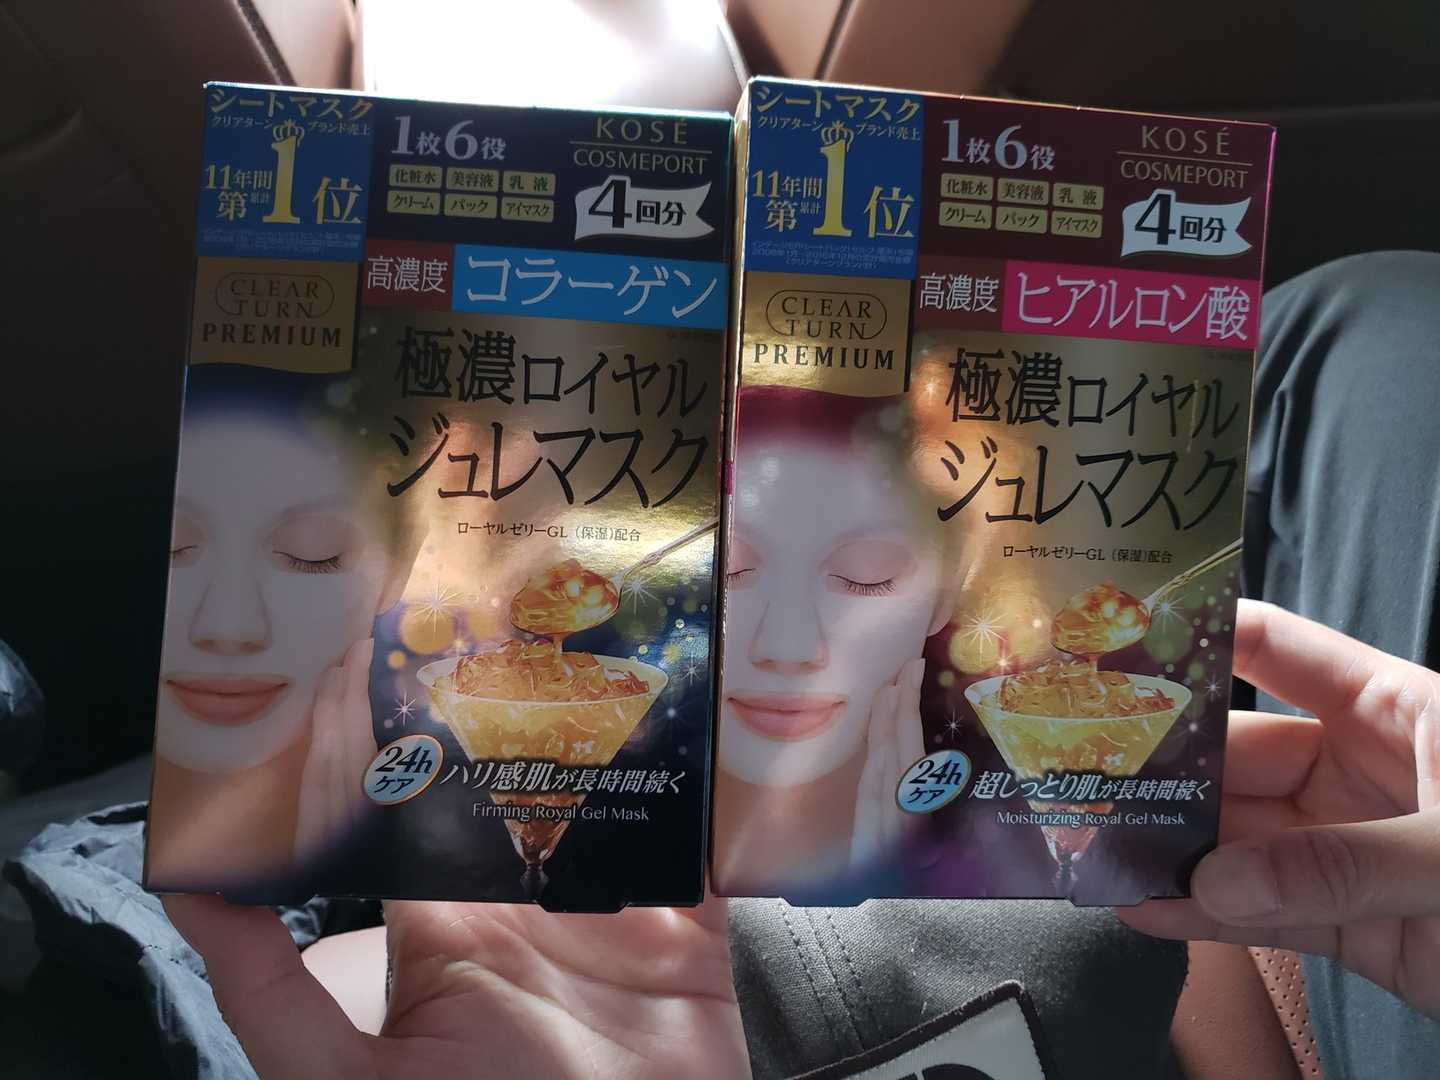 シートマスク
クリアターン ブランド売上
11年間
累計
第1位
1枚6役
化粧水 美容液 乳液
クリーム パック アイマスク
KOSÉ
COSMEPORT
4回分
CLEAR
TURN
PREMIUM
高濃度 コラーゲン
極濃ロイヤル
ジュレマスク
ローヤルゼリーGL（保湿）配合
24h
ケア
ハリ感肌が長時間続く
Firming Royal Gel Mask
シートマスク
クリアターン ブランド売上
11年間
累計
第1位
1枚6役
化粧水 美容液 乳液
クリーム パック アイマスク
KOSÉ
COSMEPORT
4回分
CLEAR
TURN
PREMIUM
高濃度 ヒアルロン酸
極濃ロイヤル
ジュレマスク
ローヤルゼリーGL（保湿）配合
24h
ケア
超しっとり肌が長時間続く
Moisturizing Royal Gel Mask